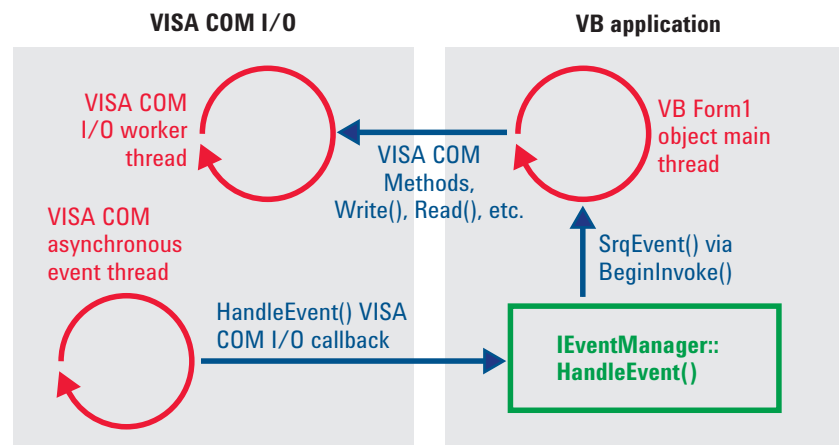 VISA COM I/O
VB application
VISA COM
I/O worker
thread
VB Form1
object main
thread
VISA COM
Methods,
Write(), Read(), etc.
VISA COM
asynchronous
event thread
SrqEvent() via
BeginInvoke()
HandleEvent() VISA
COM I/O callback
IEventManager::
HandleEvent()